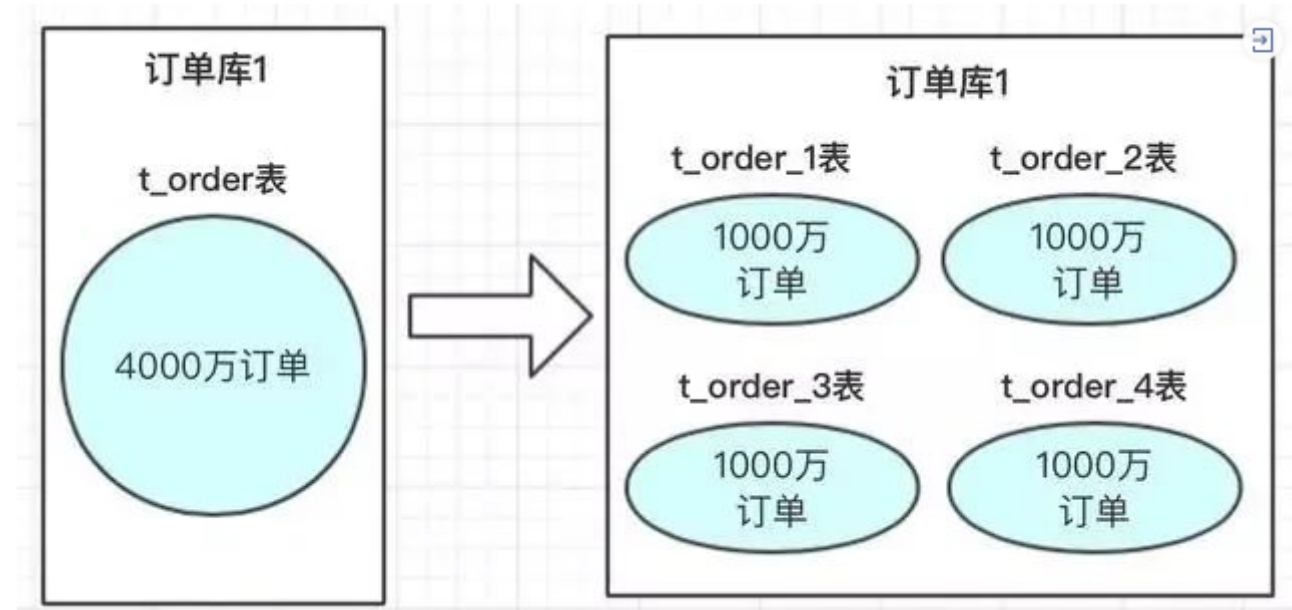 订单库1
t_order表
4000万订单
订单库1
t_order_1表
1000万
订单
t_order_2表
1000万
订单
t_order_3表
1000万
订单
t_order_4表
1000万
订单